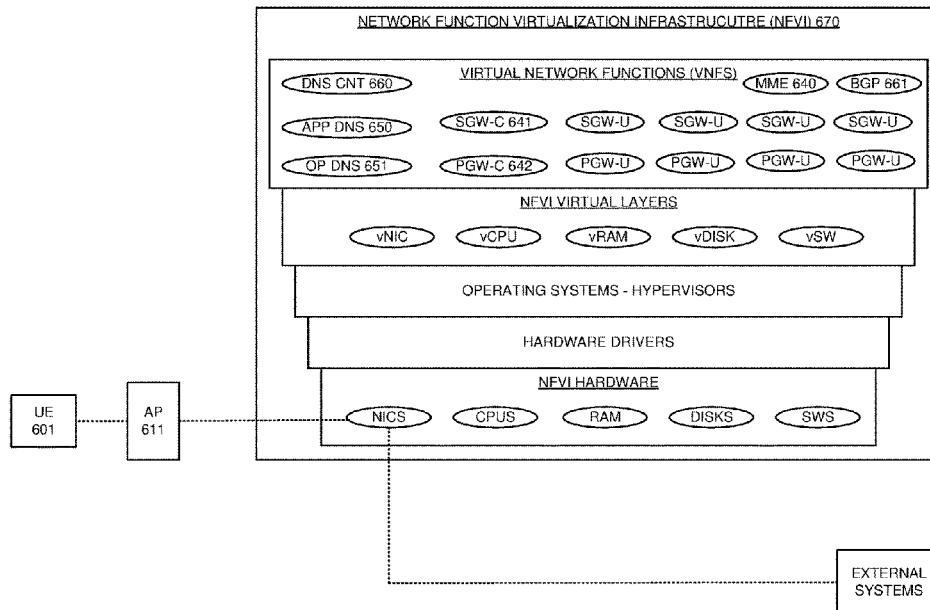 NETWORK FUNCTION VIRTUALIZATION INFRASTRUCUTRE (NFVI) 670
VIRTUAL NETWORK FUNCTIONS (VNFS)
DNS CNT 660
MME 640
BGP 661
APP DNS 650
SGW-C 641
SGW-U
SGW-U
SGW-U
SGW-U
OP DNS 651
PGW-C 642
PGW-U
PGW-U
PGW-U
PGW-U
NFVI VIRTUAL LAYERS
vNIC
vCPU
vRAM
vDISK
vSW
OPERATING SYSTEMS - HYPERVISORS
HARDWARE DRIVERS
NFVI HARDWARE
NICS
CPUS
RAM
DISKS
SWS
UE
601
AP
611
EXTERNAL
SYSTEMS